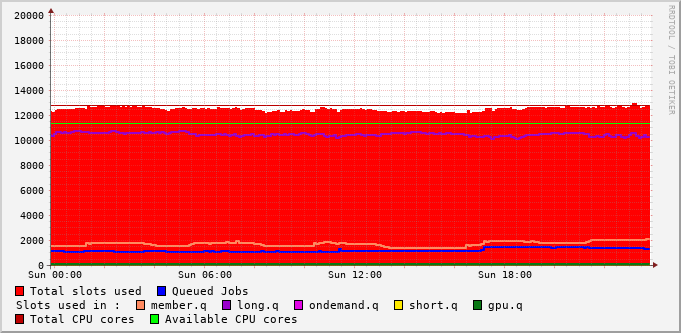 20000
18000
16000
14000
12000
10000
8000
6000
4000
2000
0
Sun 00:00 Sun 06:00 Sun 12:00 Sun 18:00
Total slots used Queued Jobs
Slots used in : member.q long.q ondemand.q short.q gpu.q
Total CPU cores Available CPU cores
RRDTOOL / TOBI OETIKER